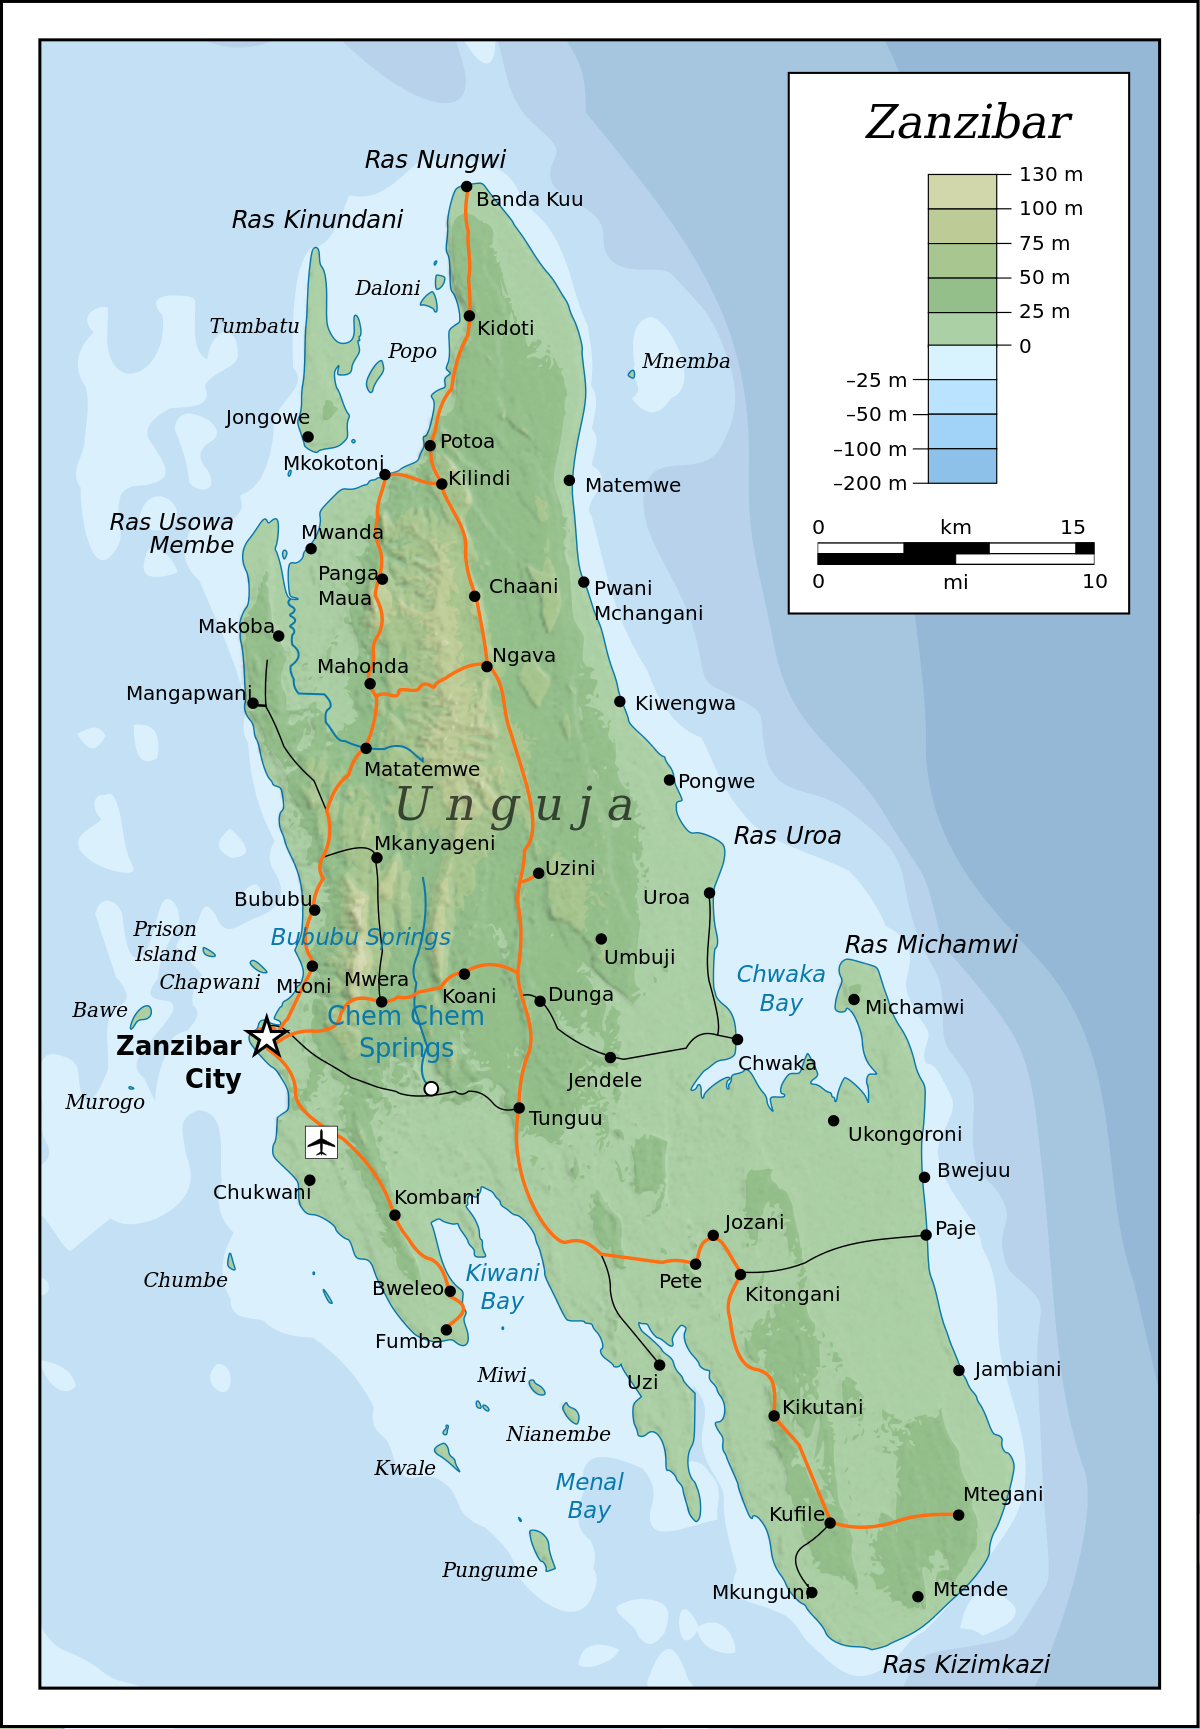 Zanzibar
130 m
100 m
75 m
50 m
25 m
0
–25 m
–50 m
–100 m
–200 m
0 km 15
0 mi 10
Ras Nungwi
Banda Kuu
Ras Kinundani
Daloni
Tumbatu
Kidoti
Popo
Mnemba
Jongowe
Potoa
Mkokotoni
Kilindi
Matemwe
Ras Usowa
Membe
Mwanda
Panga
Maua
Chaani
Pwani
Mchangani
Makoba
Mahonda
Ngava
Mangapwani
Kiwengwa
Matatemwe
Pongwe
Unguja
Ras Uroa
Mkanyageni
Uzini
Bububu
Uroa
Prison
Island
Bububu Springs
Umbuji
Ras Michamwi
Chapwani
Mtoni
Mwera
Koani
Dunga
Chwaka
Bay
Michamwi
Bawe
Chem Chem
Springs
Zanzibar
City
Chwaka
Jendele
Murogo
Tunguu
Ukongoroni
Chukwani
Kombani
Bwejuu
Jozani
Paje
Chumbe
Kiwani
Bay
Bweleo
Pete
Kitongani
Fumba
Miwi
Uzi
Jambiani
Nianembe
Kikutani
Kwale
Menal
Bay
Mtegani
Kufile
Pungume
Mkunguni
Mtende
Ras Kizimkazi